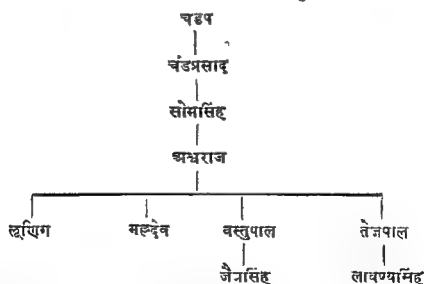 चंडप
चंडप्रसाद
सोमसिंह
अश्वराज
लूणिग मल्लदेव वस्तुपाल तेजपाल
जैत्रसिंह लावण्यसिंह